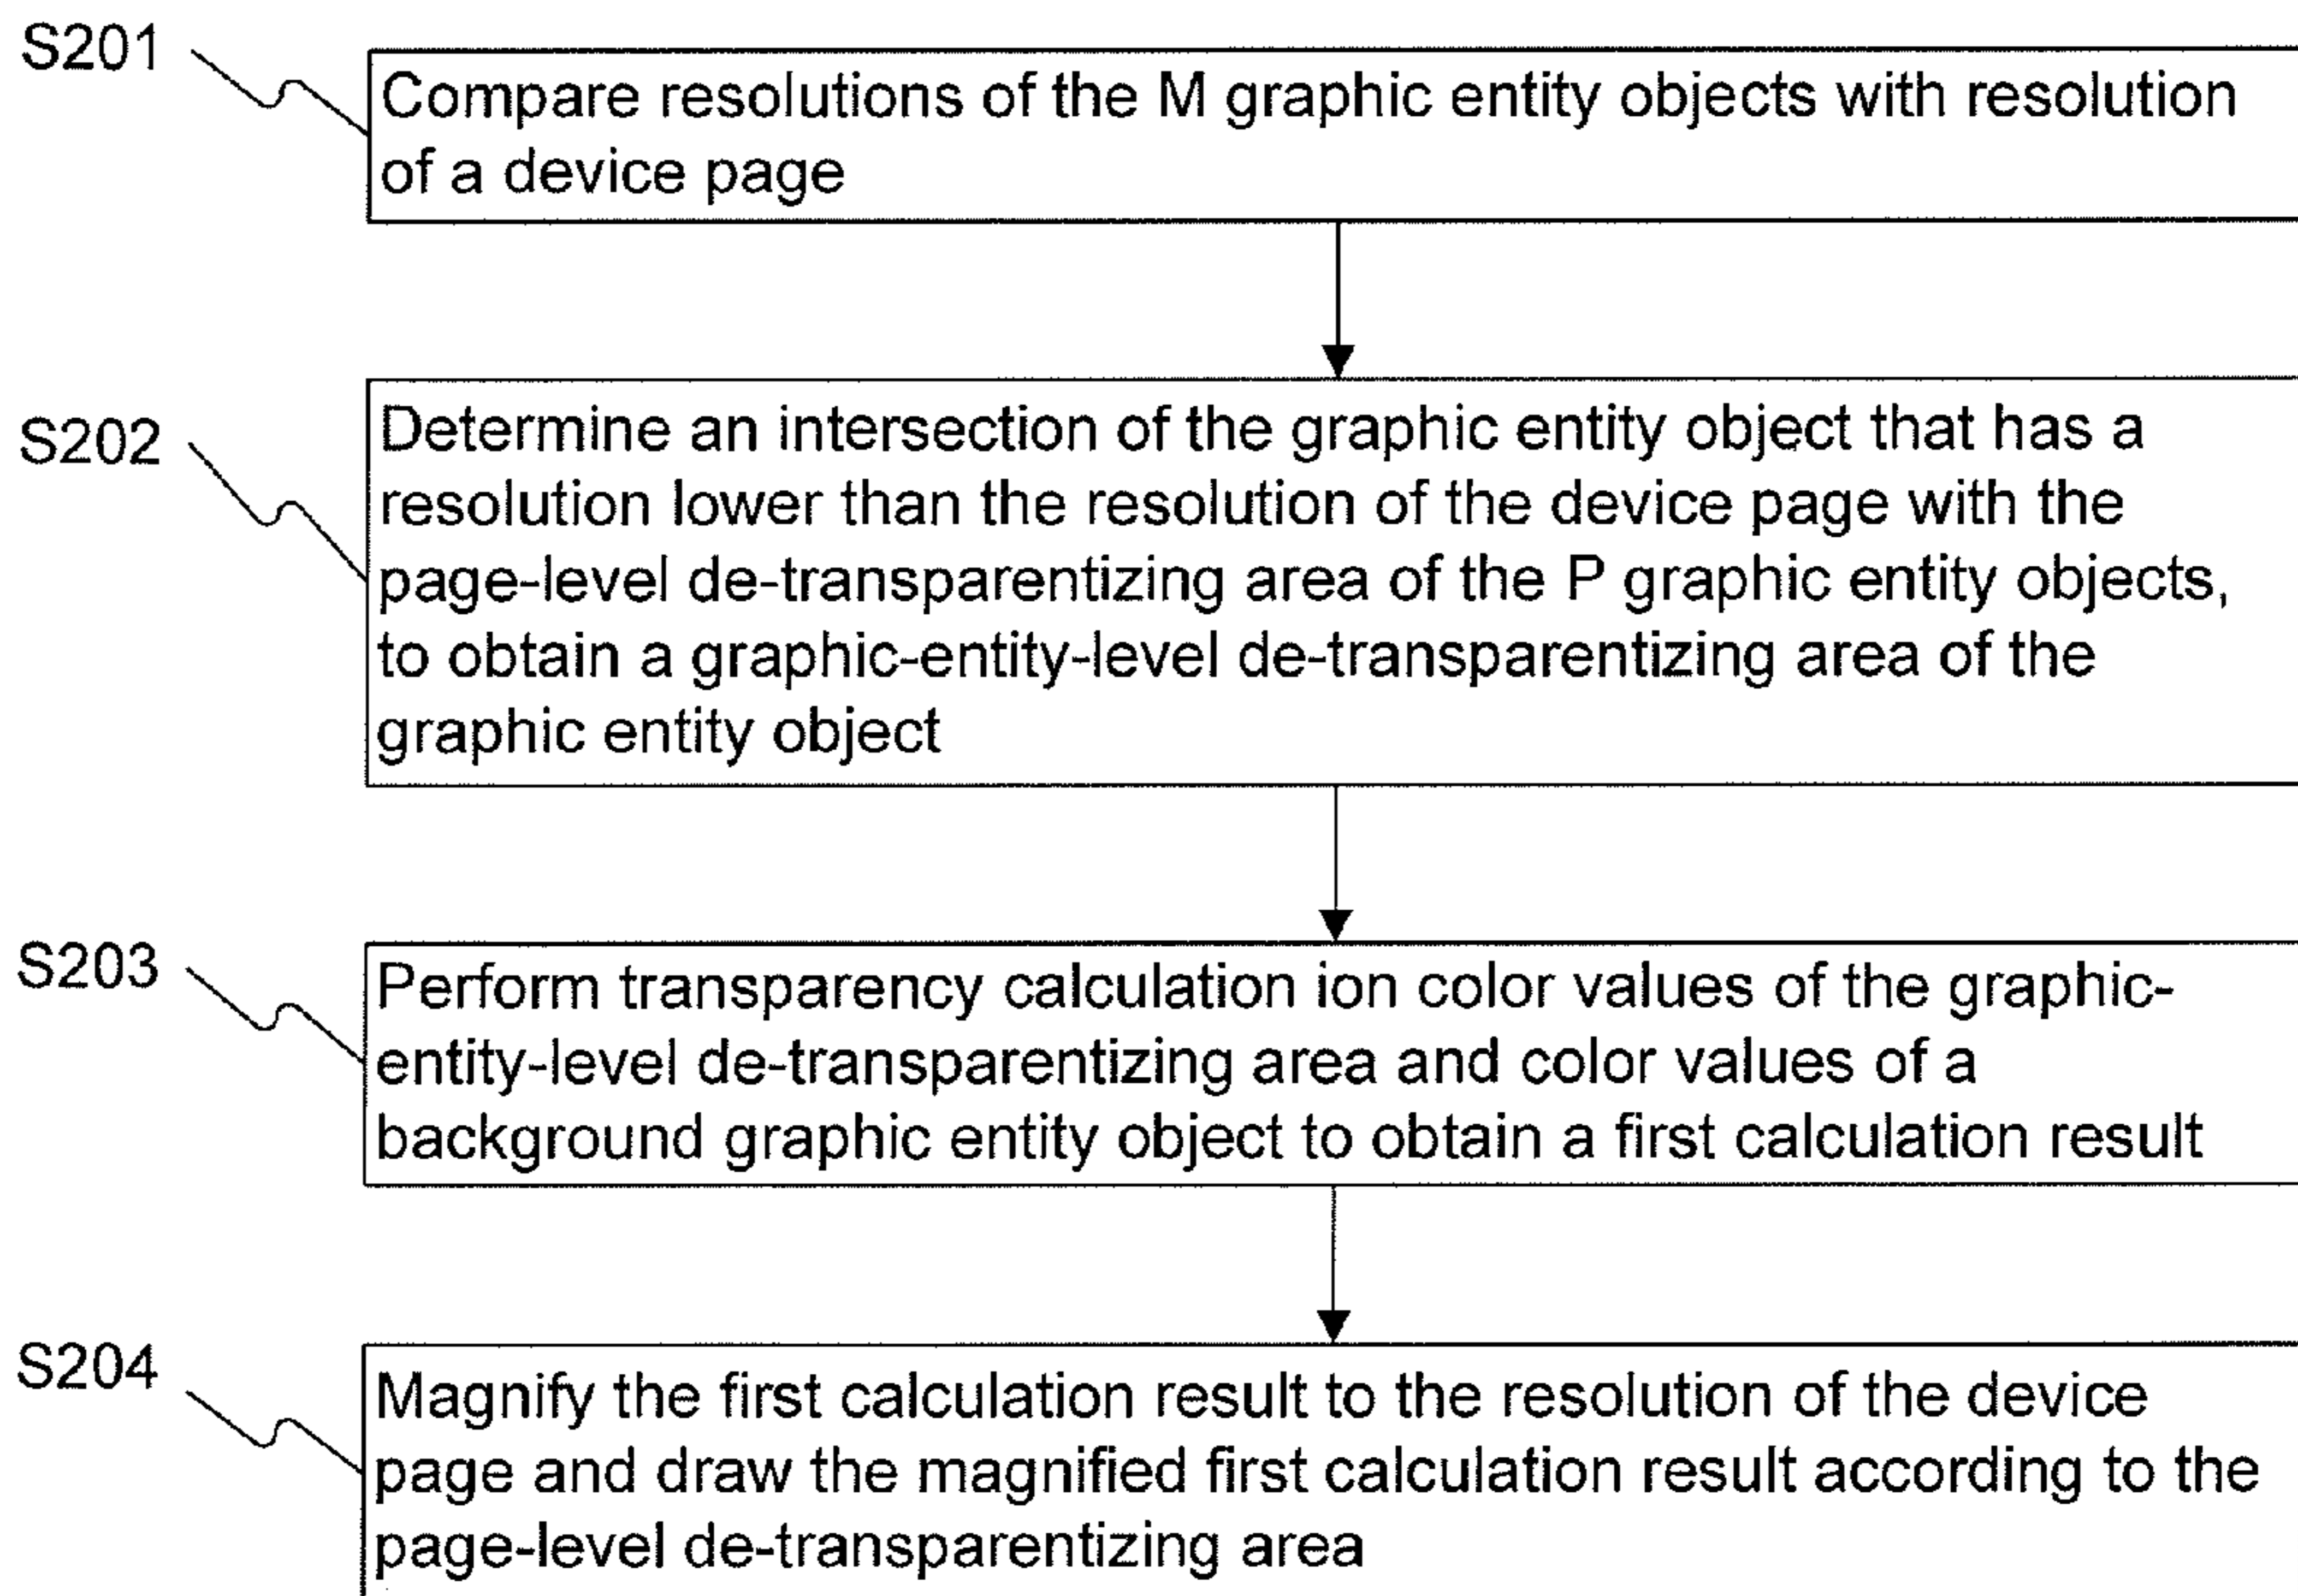 S201
Compare resolutions of the M graphic entity objects with resolution
of a device page
S202
Determine an intersection of the graphic entity object that has a
resolution lower than the resolution of the device page with the
page-level de-transparentizing area of the P graphic entity objects,
to obtain a graphic-entity-level de-transparentizing area of the
graphic entity object
S203
Perform transparency calculation ion color values of the graphic-
entity-level de-transparentizing area and color values of a
background graphic entity object to obtain a first calculation result
S204
Magnify the first calculation result to the resolution of the device
page and draw the magnified first calculation result according to the
page-level de-transparentizing area